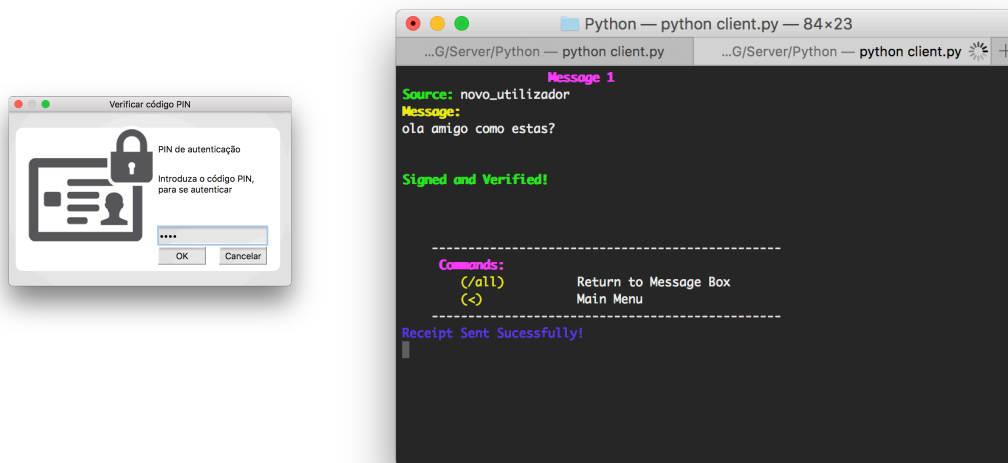 Verificar código PIN
PIN de autenticação
Introduza o código PIN,
para se autenticar
••••
OK
Cancelar
Python — python client.py — 84×23
...G/Server/Python — python client.py
...G/Server/Python — python client.py
Message 1
Source: novo_utilizador
Message:
ola amigo como estas?
Signed and Verified!
------------------------------------------------
Commands:
(/all) Return to Message Box
(<) Main Menu
------------------------------------------------
Receipt Sent Sucessfully!